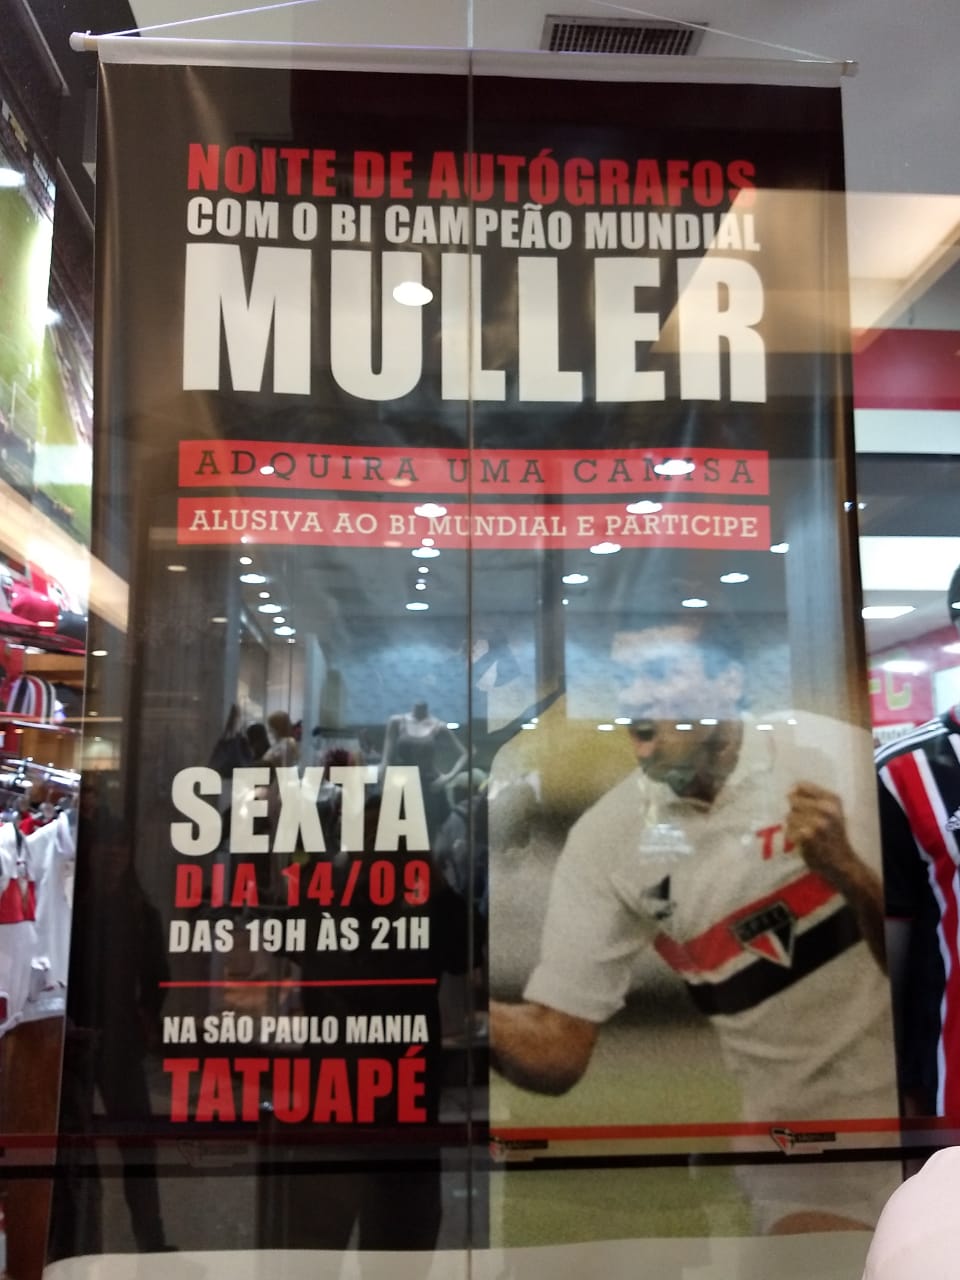 NOITE DE AUTÓGRAFOS
COM O BI CAMPEÃO MUNDIAL
MULLER
ADQUIRA UMA CAMISA
ALUSIVA AO BI MUNDIAL E PARTICIPE
SEXTA
DIA 14/09
DAS 19H ÀS 21H
NA SÃO PAULO MANIA
TATUAPÉ